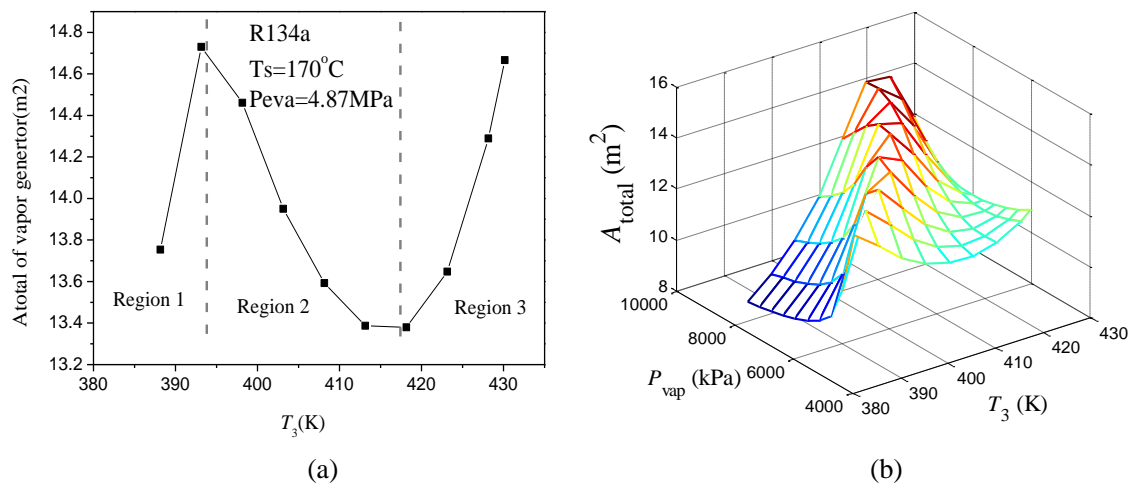 R134a
Ts=170°C
Peva=4.87MPa
Region 1
Region 2
Region 3
Atotal of vapor genertor(m2)
14.8
14.6
14.4
14.2
14.0
13.8
13.6
13.4
13.2
380
390
400
410
420
430
T3(K)
(a)
(b)
Atotal (m2)
16
14
12
10
8
10000
8000
6000
4000
Pvap (kPa)
380
390
400
410
420
430
T3 (K)